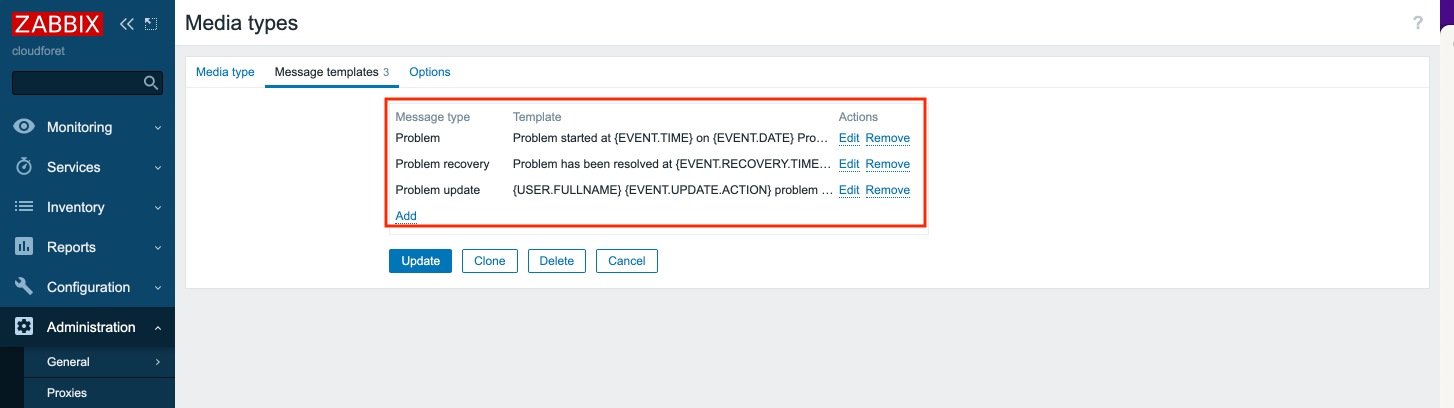 ZABBIX
cloudforet
Monitoring
Services
Inventory
Reports
Configuration
Administration
General
Proxies
Media types
?
Media type Message templates 3 Options
Message type Template Actions
Problem Problem started at {EVENT.TIME} on {EVENT.DATE} Pro... Edit Remove
Problem recovery Problem has been resolved at {EVENT.RECOVERY.TIME... Edit Remove
Problem update {USER.FULLNAME} {EVENT.UPDATE.ACTION} problem ... Edit Remove
Add
Update Clone Delete Cancel